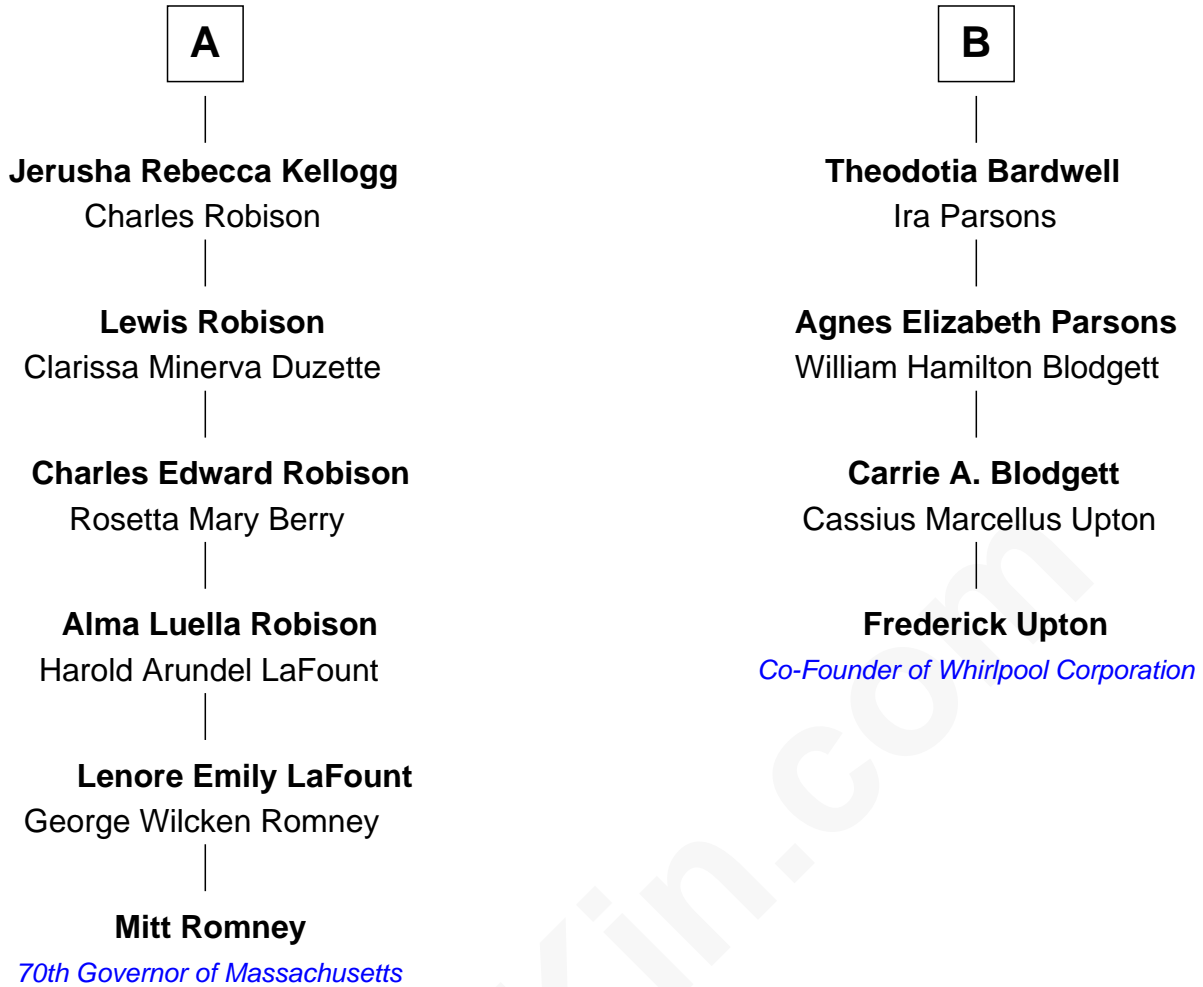 A
Jerusha Rebecca Kellogg
Charles Robison
Lewis Robison
Clarissa Minerva Duzette
Charles Edward Robison
Rosetta Mary Berry
Alma Luella Robison
Harold Arundel LaFount
Lenore Emily LaFount
George Wilcken Romney
Mitt Romney
70th Governor of Massachusetts
B
Theodotia Bardwell
Ira Parsons
Agnes Elizabeth Parsons
William Hamilton Blodgett
Carrie A. Blodgett
Cassius Marcellus Upton
Frederick Upton
Co-Founder of Whirlpool Corporation
Kin.com